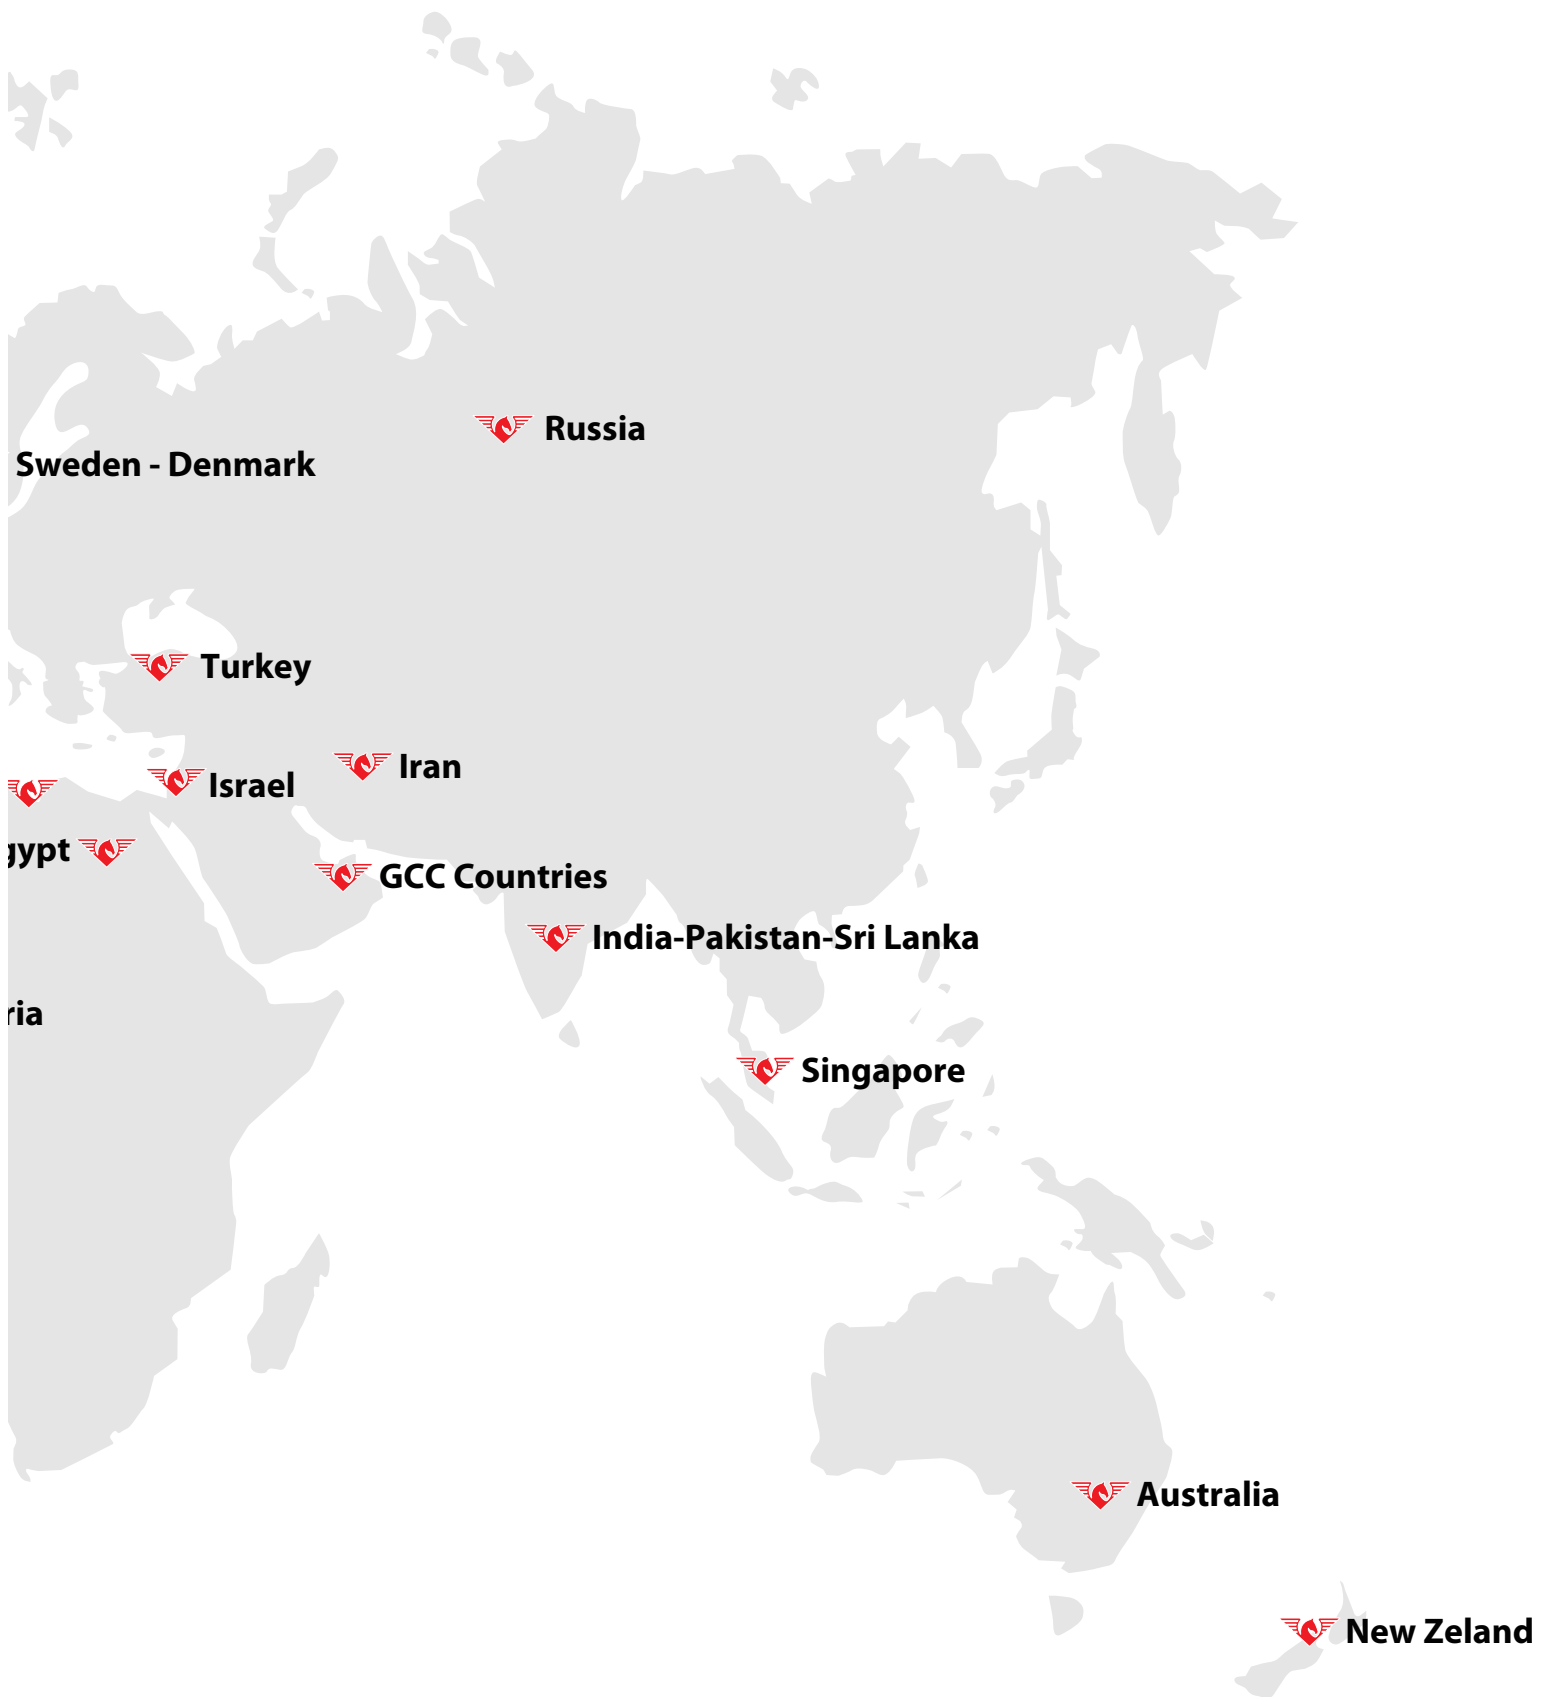 Russia
Sweden - Denmark
Turkey
Iran
Israel
gypt
GCC Countries
India-Pakistan-Sri Lanka
ria
Singapore
Australia
New Zeland